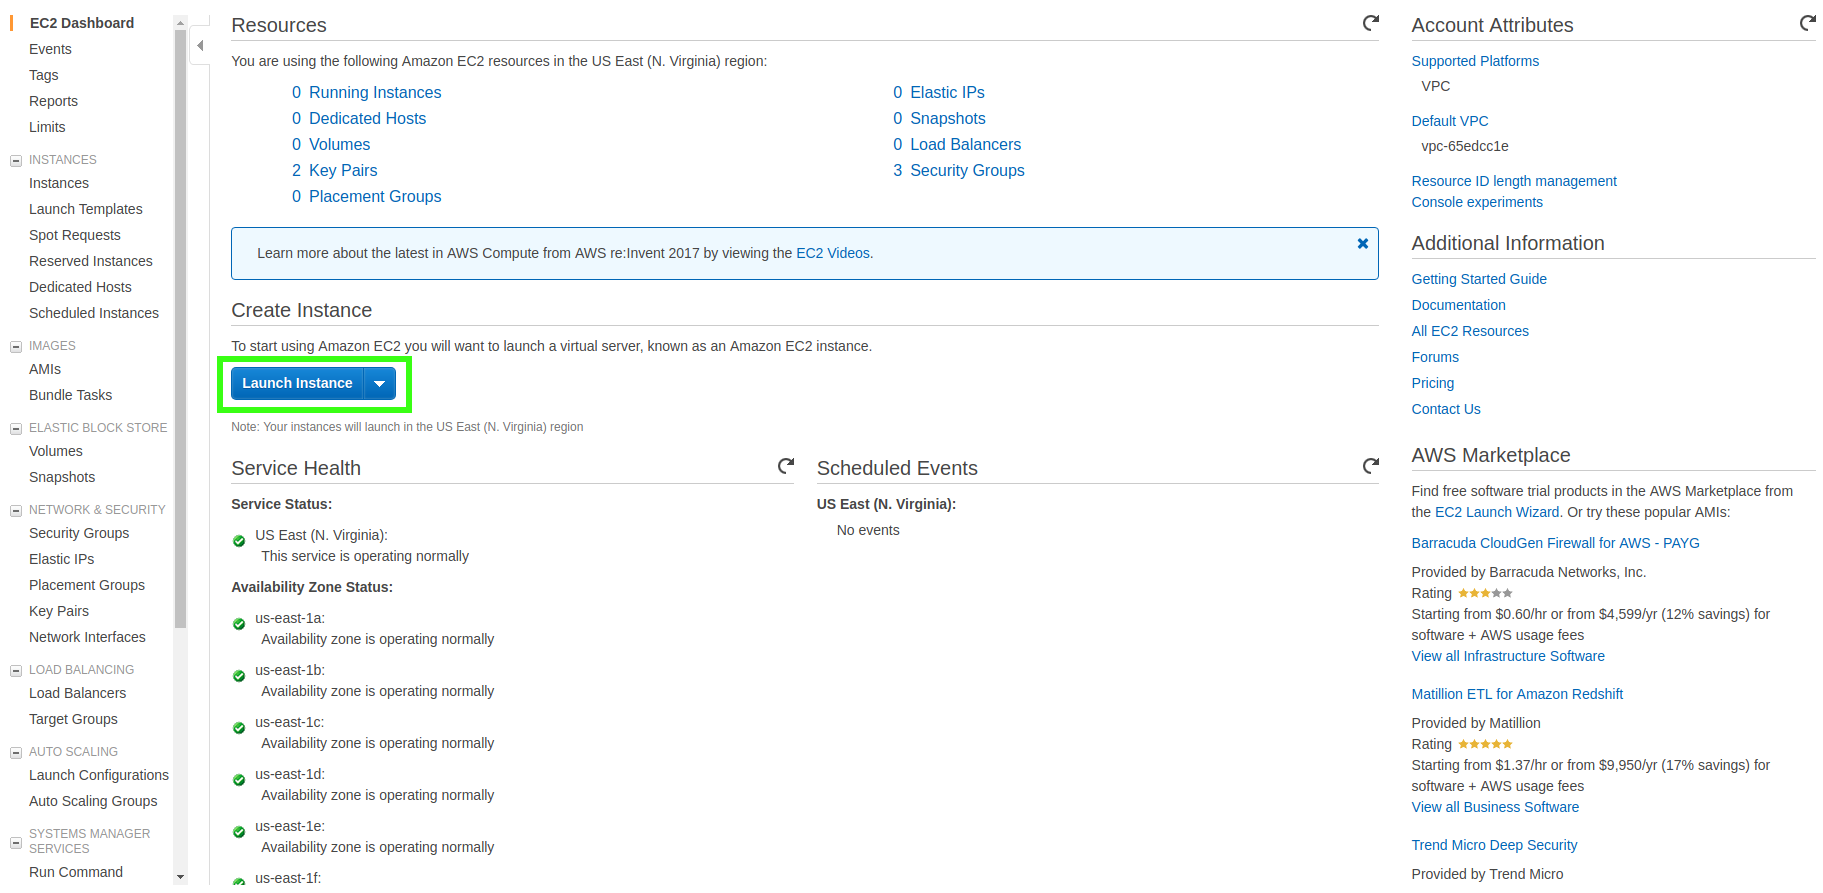 EC2 Dashboard
Events
Tags
Reports
Limits
INSTANCES
Instances
Launch Templates
Spot Requests
Reserved Instances
Dedicated Hosts
Scheduled Instances
IMAGES
AMIs
Bundle Tasks
ELASTIC BLOCK STORE
Volumes
Snapshots
NETWORK & SECURITY
Security Groups
Elastic IPs
Placement Groups
Key Pairs
Network Interfaces
LOAD BALANCING
Load Balancers
Target Groups
AUTO SCALING
Launch Configurations
Auto Scaling Groups
SYSTEMS MANAGER
SERVICES
Run Command
Resources
You are using the following Amazon EC2 resources in the US East (N. Virginia) region:
0 Running Instances
0 Dedicated Hosts
0 Volumes
2 Key Pairs
0 Placement Groups
0 Elastic IPs
0 Snapshots
0 Load Balancers
3 Security Groups
Learn more about the latest in AWS Compute from AWS re:Invent 2017 by viewing the EC2 Videos.
Create Instance
To start using Amazon EC2 you will want to launch a virtual server, known as an Amazon EC2 instance.
Launch Instance
Note: Your instances will launch in the US East (N. Virginia) region
Service Health
Service Status:
US East (N. Virginia):
This service is operating normally
Availability Zone Status:
us-east-1a:
Availability zone is operating normally
us-east-1b:
Availability zone is operating normally
us-east-1c:
Availability zone is operating normally
us-east-1d:
Availability zone is operating normally
us-east-1e:
Availability zone is operating normally
us-east-1f:
Scheduled Events
US East (N. Virginia):
No events
Account Attributes
Supported Platforms
VPC
Default VPC
vpc-65edcc1e
Resource ID length management
Console experiments
Additional Information
Getting Started Guide
Documentation
All EC2 Resources
Forums
Pricing
Contact Us
AWS Marketplace
Find free software trial products in the AWS Marketplace from
the EC2 Launch Wizard. Or try these popular AMIs:
Barracuda CloudGen Firewall for AWS - PAYG
Provided by Barracuda Networks, Inc.
Rating
Starting from $0.60/hr or from $4,599/yr (12% savings) for
software + AWS usage fees
View all Infrastructure Software
Matillion ETL for Amazon Redshift
Provided by Matillion
Rating
Starting from $1.37/hr or from $9,950/yr (17% savings) for
software + AWS usage fees
View all Business Software
Trend Micro Deep Security
Provided by Trend Micro